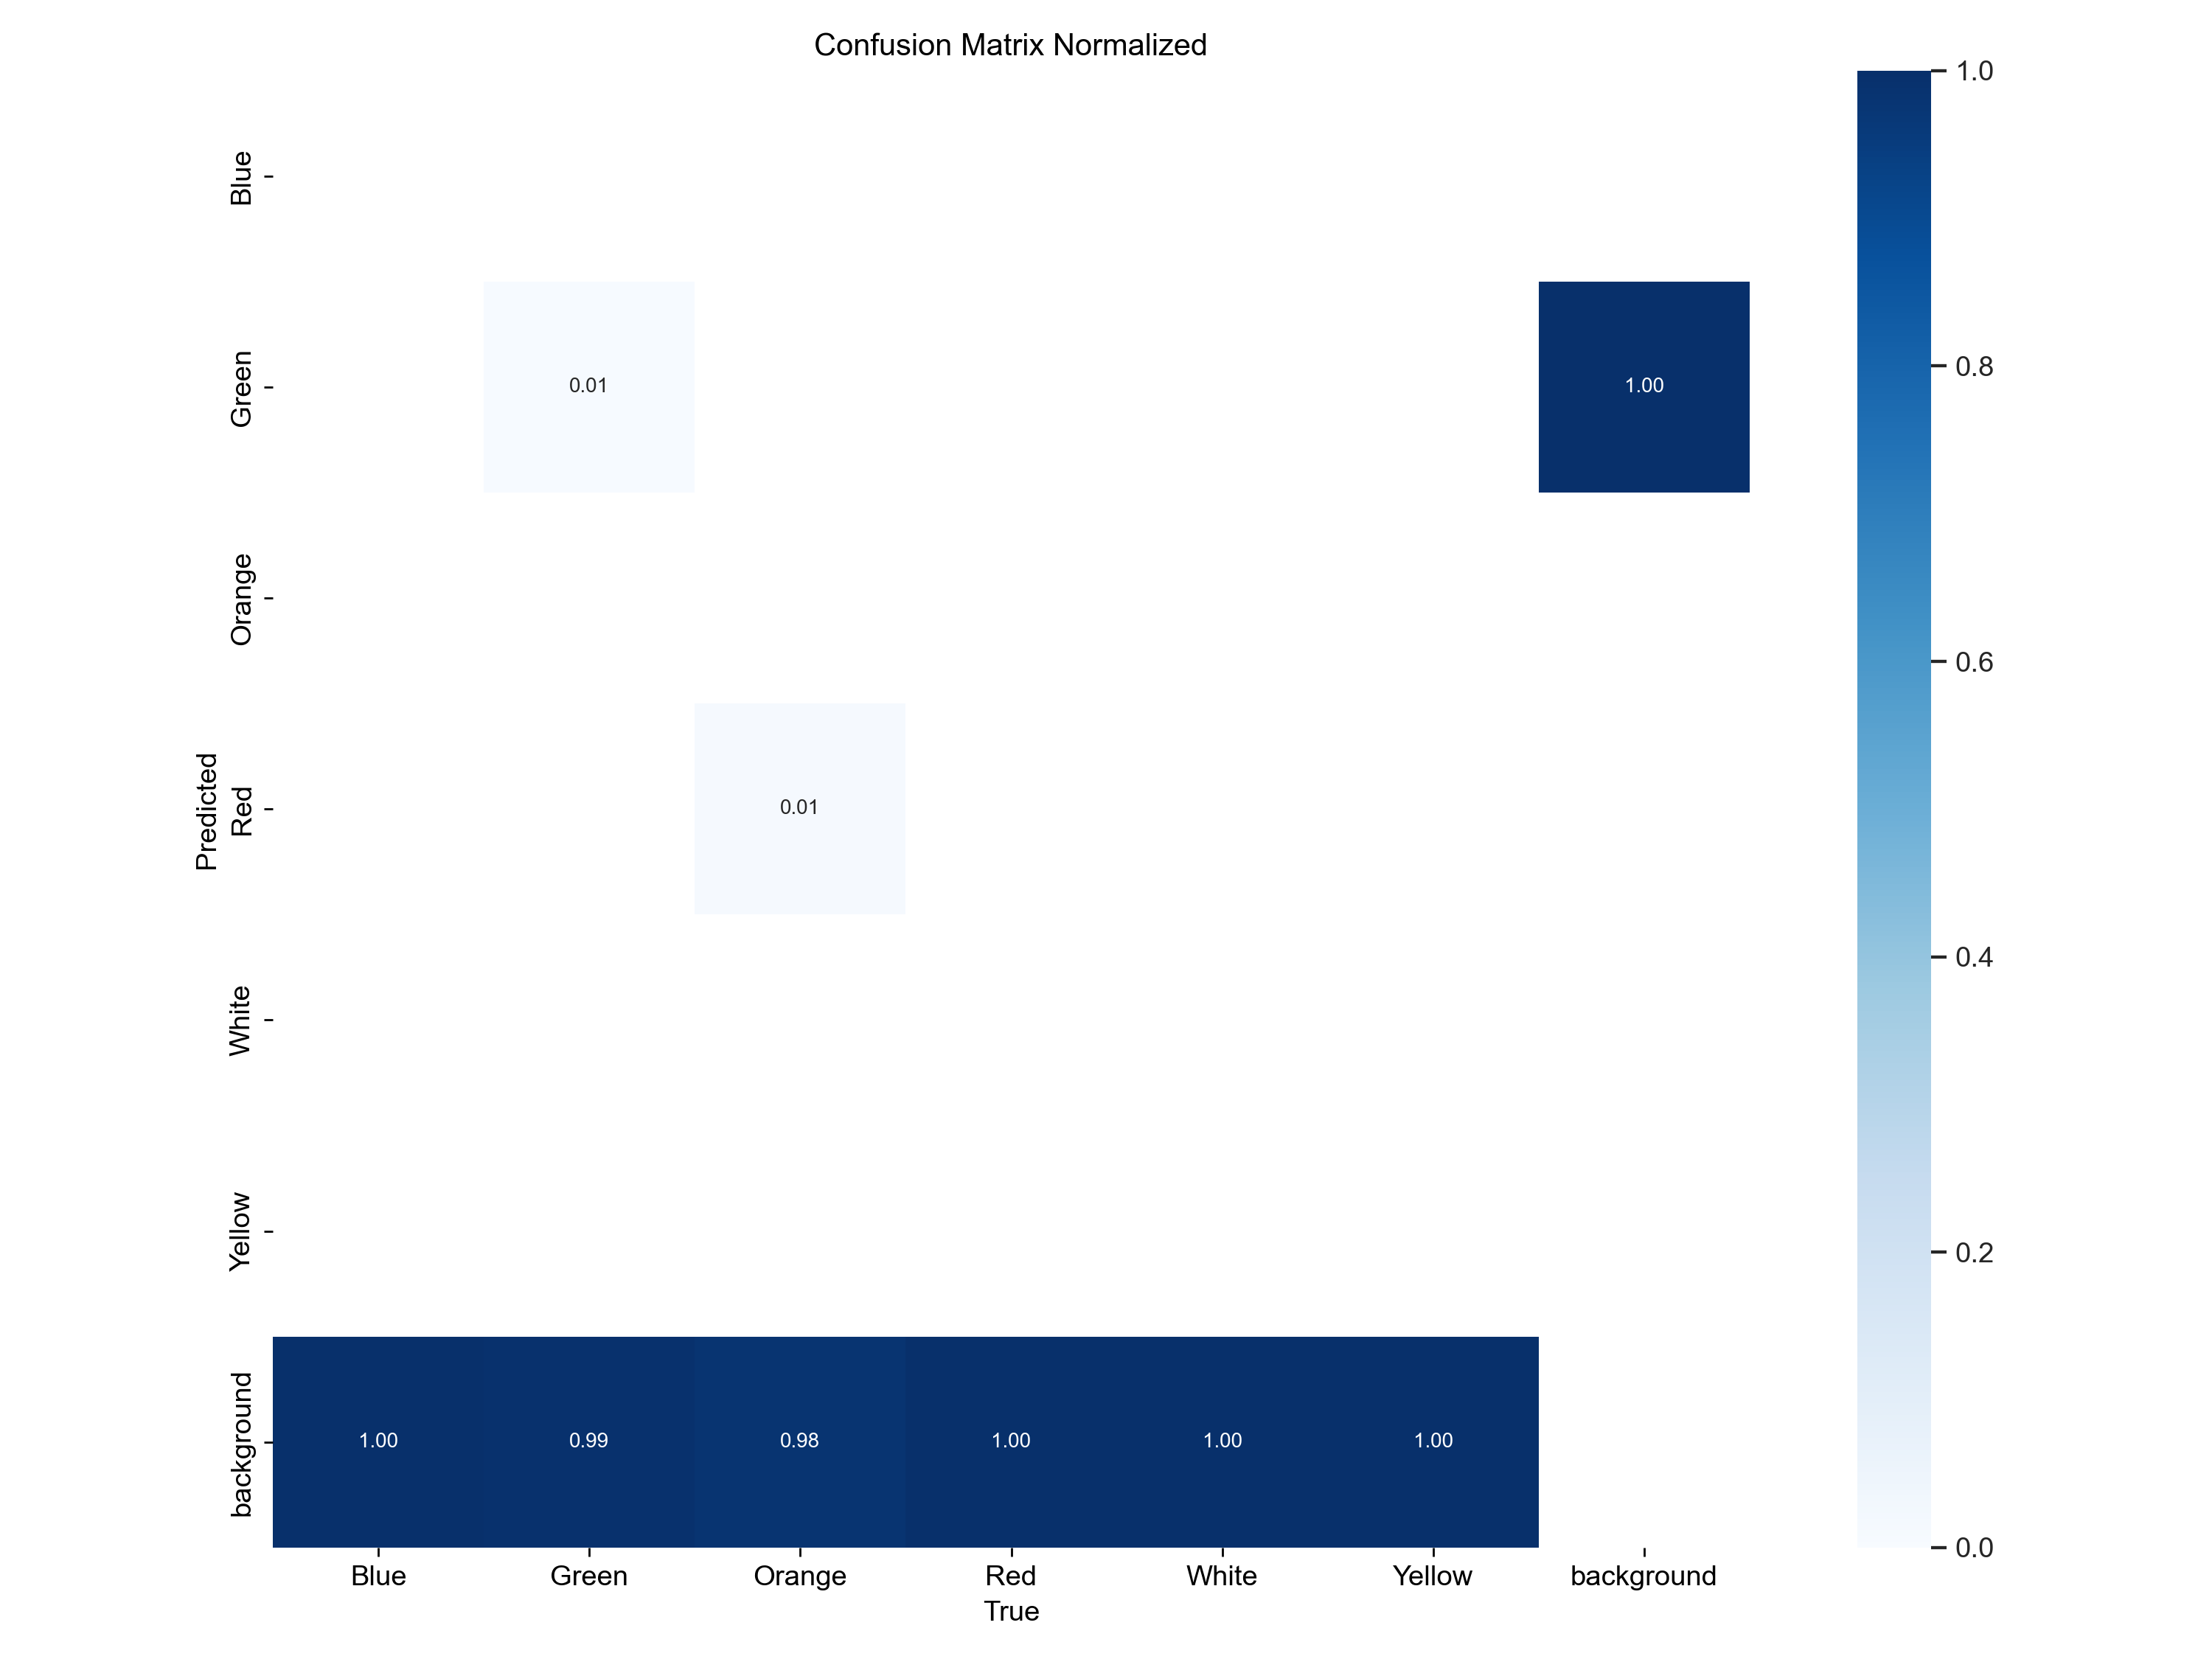 Confusion Matrix Normalized
1.0
Blue
Green
0.01
1.00
0.8
Orange
0.6
Predicted
Red
0.01
0.4
White
Yellow
0.2
background
1.00
0.99
0.98
1.00
1.00
1.00
0.0
Blue
Green
Orange
Red
White
Yellow
background
True